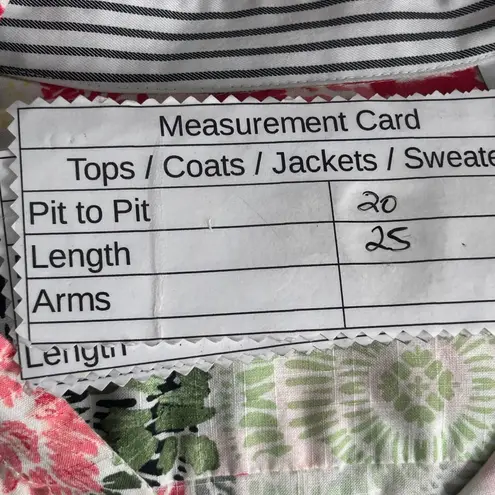 Measurement Card
Tops / Coats / Jackets / Sweate
Pit to Pit 20
Length 25
Arms
Length